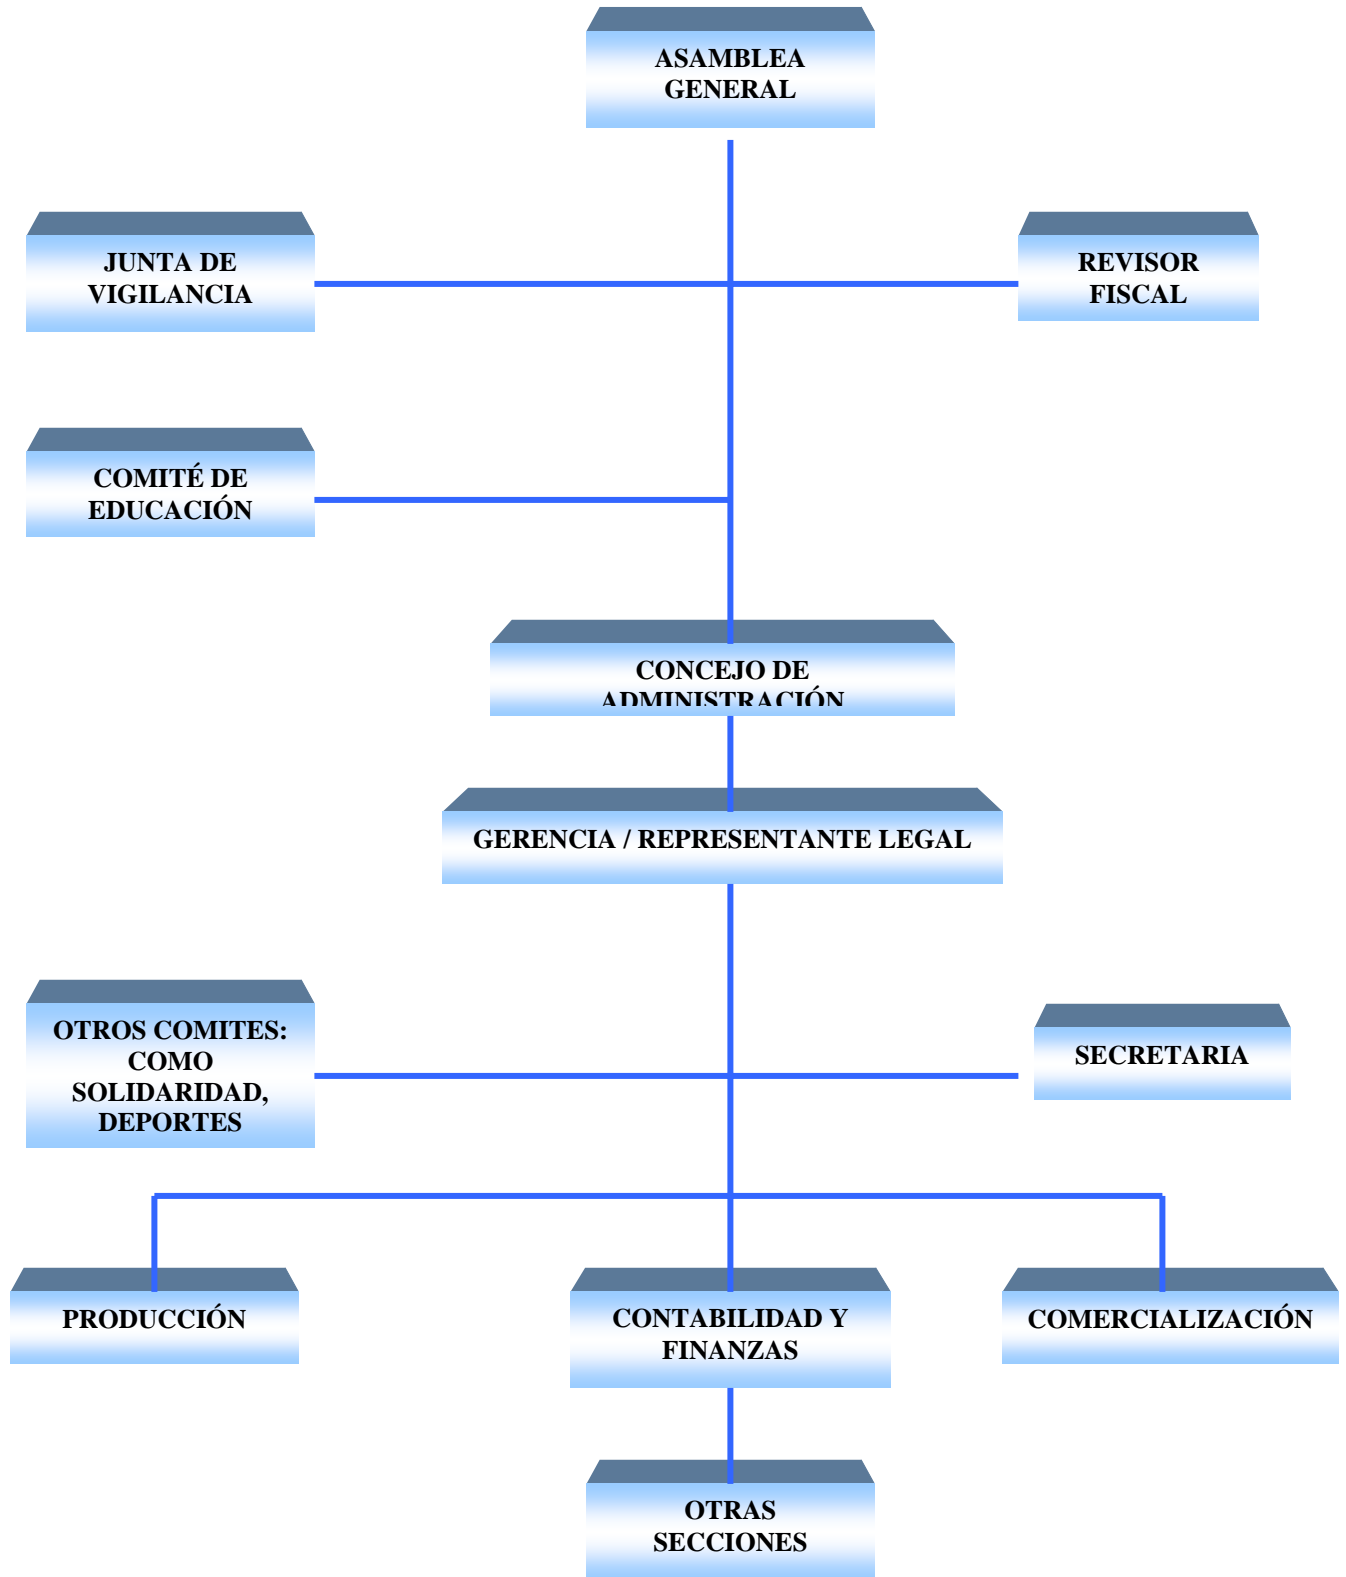 ASAMBLEA
GENERAL
JUNTA DE
VIGILANCIA
REVISOR
FISCAL
COMITÉ DE
EDUCACIÓN
CONCEJO DE
ADMINISTRACIÓN
GERENCIA / REPRESENTANTE LEGAL
OTROS COMITES:
COMO
SOLIDARIDAD,
DEPORTES
SECRETARIA
PRODUCCIÓN
CONTABILIDAD Y
FINANZAS
COMERCIALIZACIÓN
OTRAS
SECCIONES